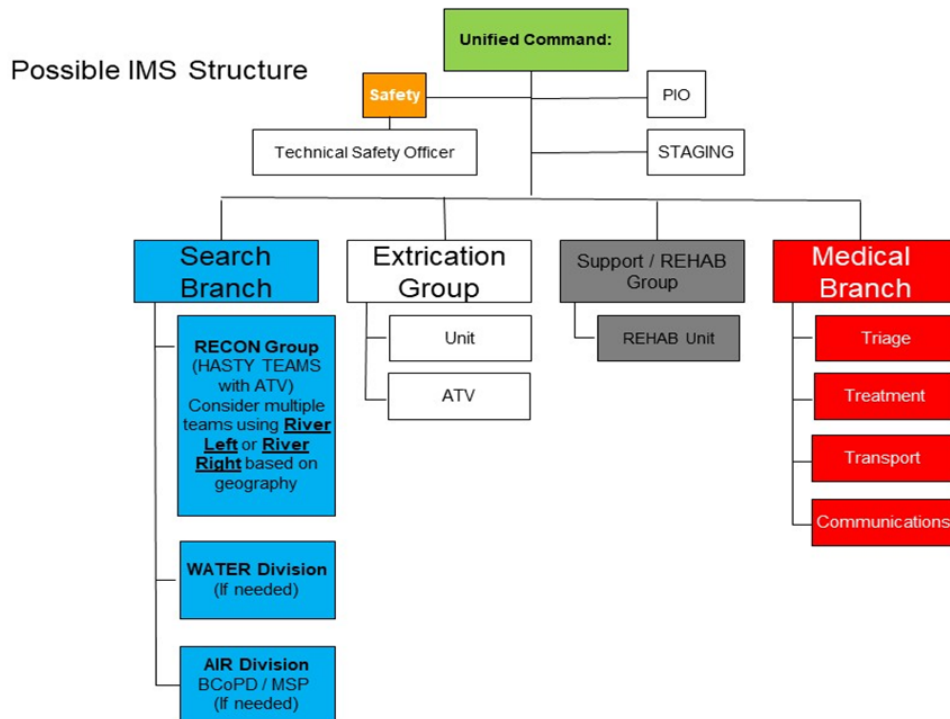 Unified Command:
Possible IMS Structure
Safety
PIO
Technical Safety Officer
STAGING
Search
Branch
Extrication
Group
Support / REHAB
Group
Medical
Branch
RECON Group
(HASTY TEAMS
with ATV)
Consider multiple
teams using River
Left or River
Right based on
geography
Unit
REHAB Unit
Triage
ATV
Treatment
Transport
Communications
WATER Division
(If needed)
AIR Division
BCoPD / MSP
(If needed)